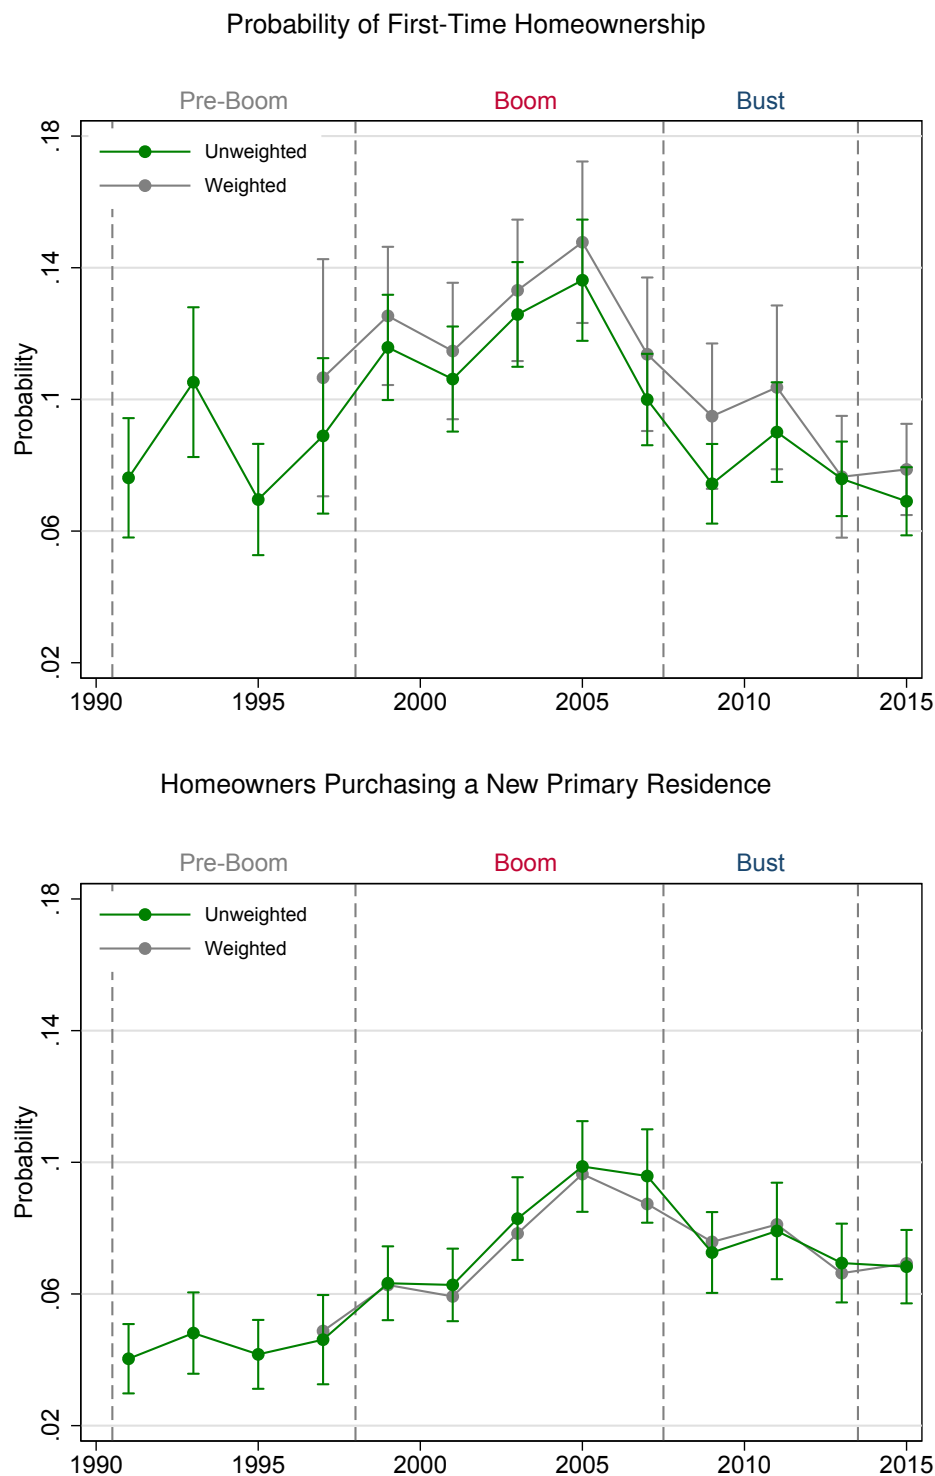 Probability of First-Time Homeownership
Pre-Boom Boom Bust
Unweighted
Weighted
Probability
.18
.14
.1
.06
.02
1990 1995 2000 2005 2010 2015
Homeowners Purchasing a New Primary Residence
Pre-Boom Boom Bust
Unweighted
Weighted
Probability
.18
.14
.1
.06
.02
1990 1995 2000 2005 2010 2015